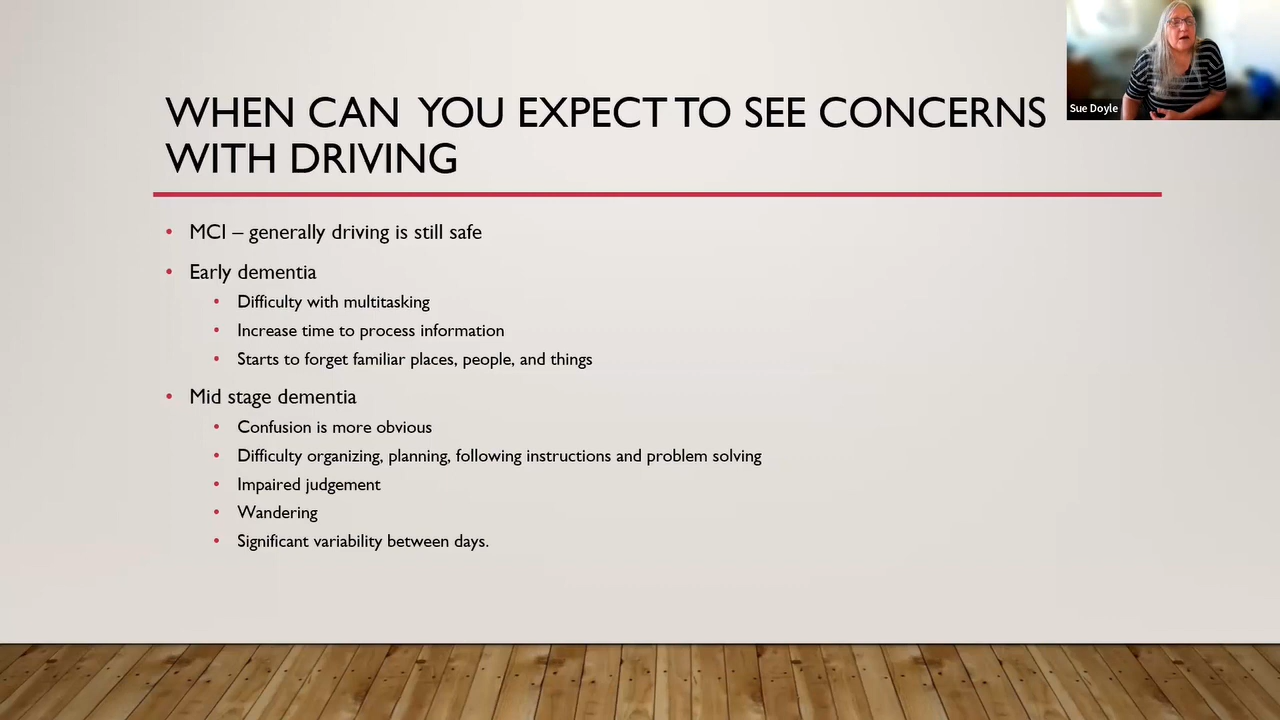 WHEN CAN YOU EXPECT TO SEE CONCERNS
WITH DRIVING
Sue Doyle
• MCI – generally driving is still safe
• Early dementia
• Difficulty with multitasking
• Increase time to process information
• Starts to forget familiar places, people, and things
• Mid stage dementia
• Confusion is more obvious
• Difficulty organizing, planning, following instructions and problem solving
• Impaired judgement
• Wandering
• Significant variability between days.